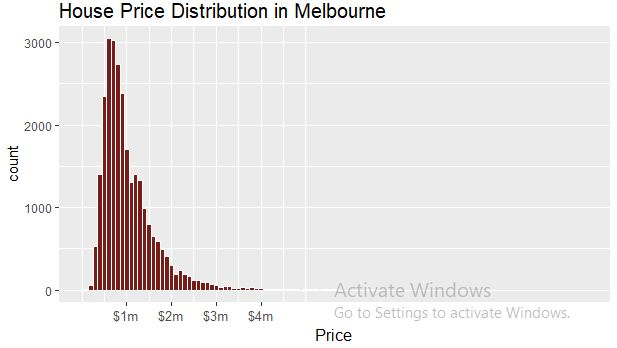 House Price Distribution in Melbourne
3000
2000
1000
0
count
$1m $2m $3m $4m
Price
Activate Windows
Go to Settings to activate Windows.